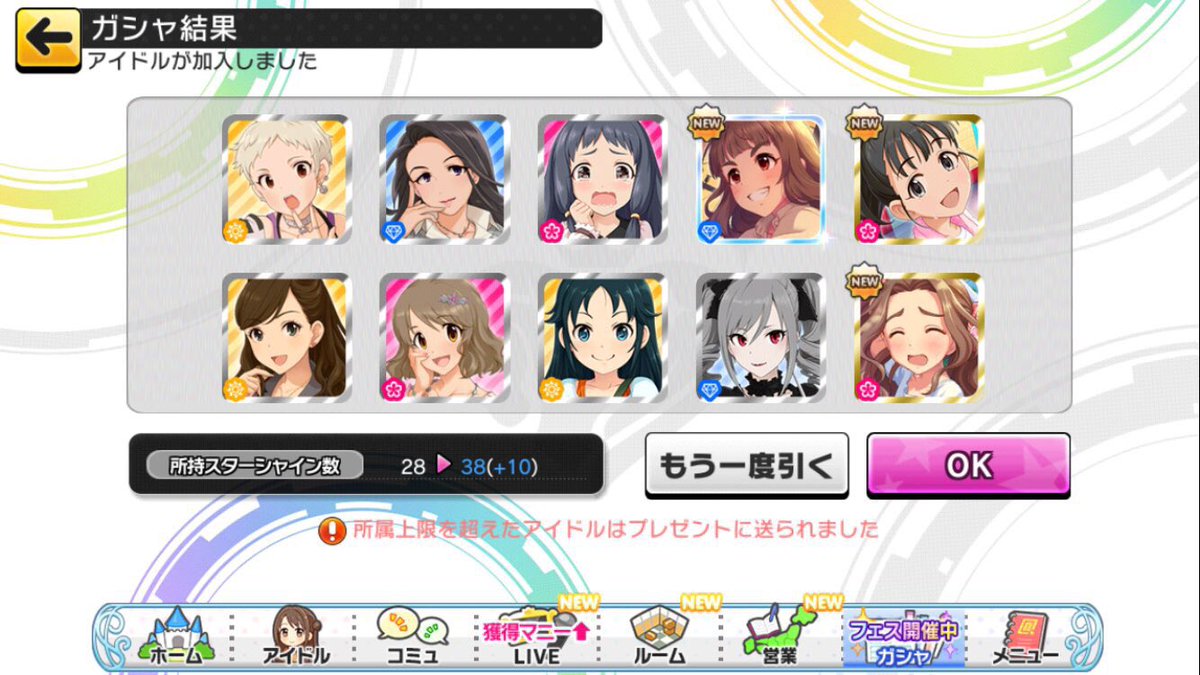 ガシャ結果
アイドルが加入しました
NEW
NEW
NEW
所持スターシャイン数 28 38(+10)
もう一度引く
OK
所属上限を超えたアイドルはプレゼントに送られました
ホーム
アイドル
コミュ
NEW
獲得マニー
LIVE
NEW
ルーム
NEW
営業
フェス開催中
ガシャ
メニュー